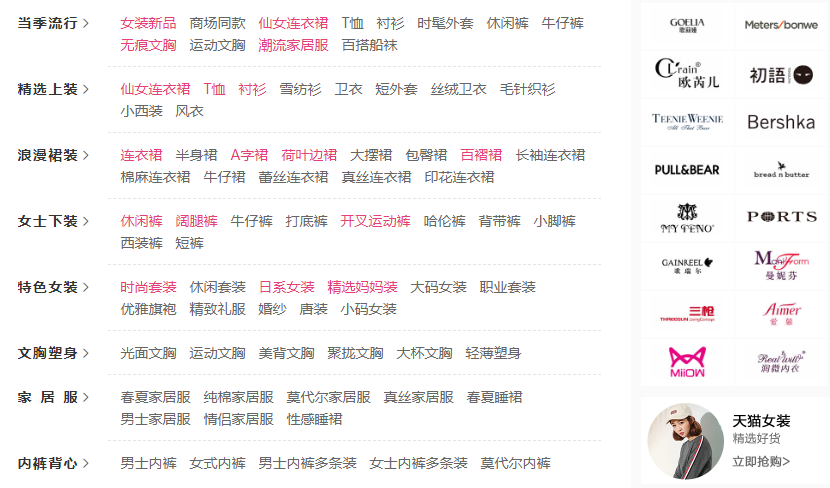 当季流行 > 女装新品 商场同款 仙女连衣裙 T恤 衬衫 时髦外套 休闲裤 牛仔裤
无痕文胸 运动文胸 潮流家居服 百搭船袜
精选上装 > 仙女连衣裙 T恤 衬衫 雪纺衫 卫衣 短外套 丝绒卫衣 毛针织衫
小西装 风衣
浪漫裙装 > 连衣裙 半身裙 A字裙 荷叶边裙 大摆裙 包臀裙 百褶裙 长袖连衣裙
棉麻连衣裙 牛仔裙 蕾丝连衣裙 真丝连衣裙 印花连衣裙
女士下装 > 休闲裤 阔腿裤 牛仔裤 打底裤 开叉运动裤 哈伦裤 背带裤 小脚裤
西装裤 短裤
特色女装 > 时尚套装 休闲套装 日系女装 精选妈妈装 大码女装 职业套装
优雅旗袍 精致礼服 婚纱 唐装 小码女装
文胸塑身 > 光面文胸 运动文胸 美背文胸 聚拢文胸 大杯文胸 轻薄塑身
家居服 > 春夏家居服 纯棉家居服 莫代尔家居服 真丝家居服 春夏睡裙
男士家居服 情侣家居服 性感睡裙
内裤背心 > 男士内裤 女式内裤 男士内裤多条装 女士内裤多条装 莫代尔内裤
GOELIA
Meters/bonwe
Crain®
欧芮儿
初語
TEENIE WEENIE
All That Bear
Bershka
PULL&BEAR
bread n butter
MY TENO
PORTS
GAINREEL
歌瑞尔
ManiForm
曼妮芬
三枪
THREEGUN
Aimer
爱慕
MiiOW
Real will
润微内衣
天猫女装
精选好货
立即抢购>